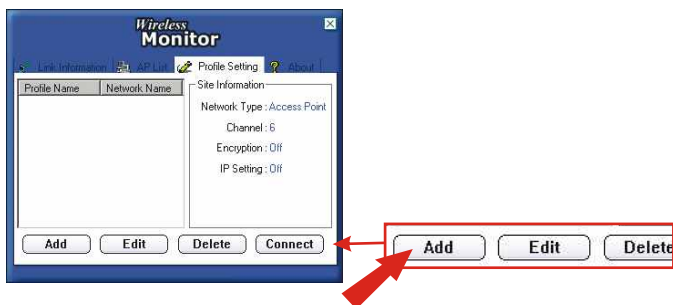 Wireless
Monitor
Link Information AP List Profile Setting About
Profile Name Network Name
Site Information
Network Type : Access Point
Channel : 6
Encryption : Off
IP Setting : Off
Add Edit Delete Connect
Add Edit Delete